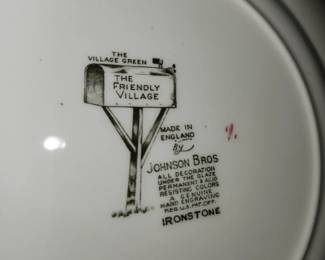 THE
VILLAGE GREEN
THE
FRIENDLY
VILLAGE
MADE IN
ENGLAND
By
JOHNSON BROS
ALL DECORATION
UNDER THE GLAZE
PERMANENT & ACID
RESISTING COLORS
A GENUINE
HAND ENGRAVING
REG. U.S. PAT. OFF.
IRONSTONE